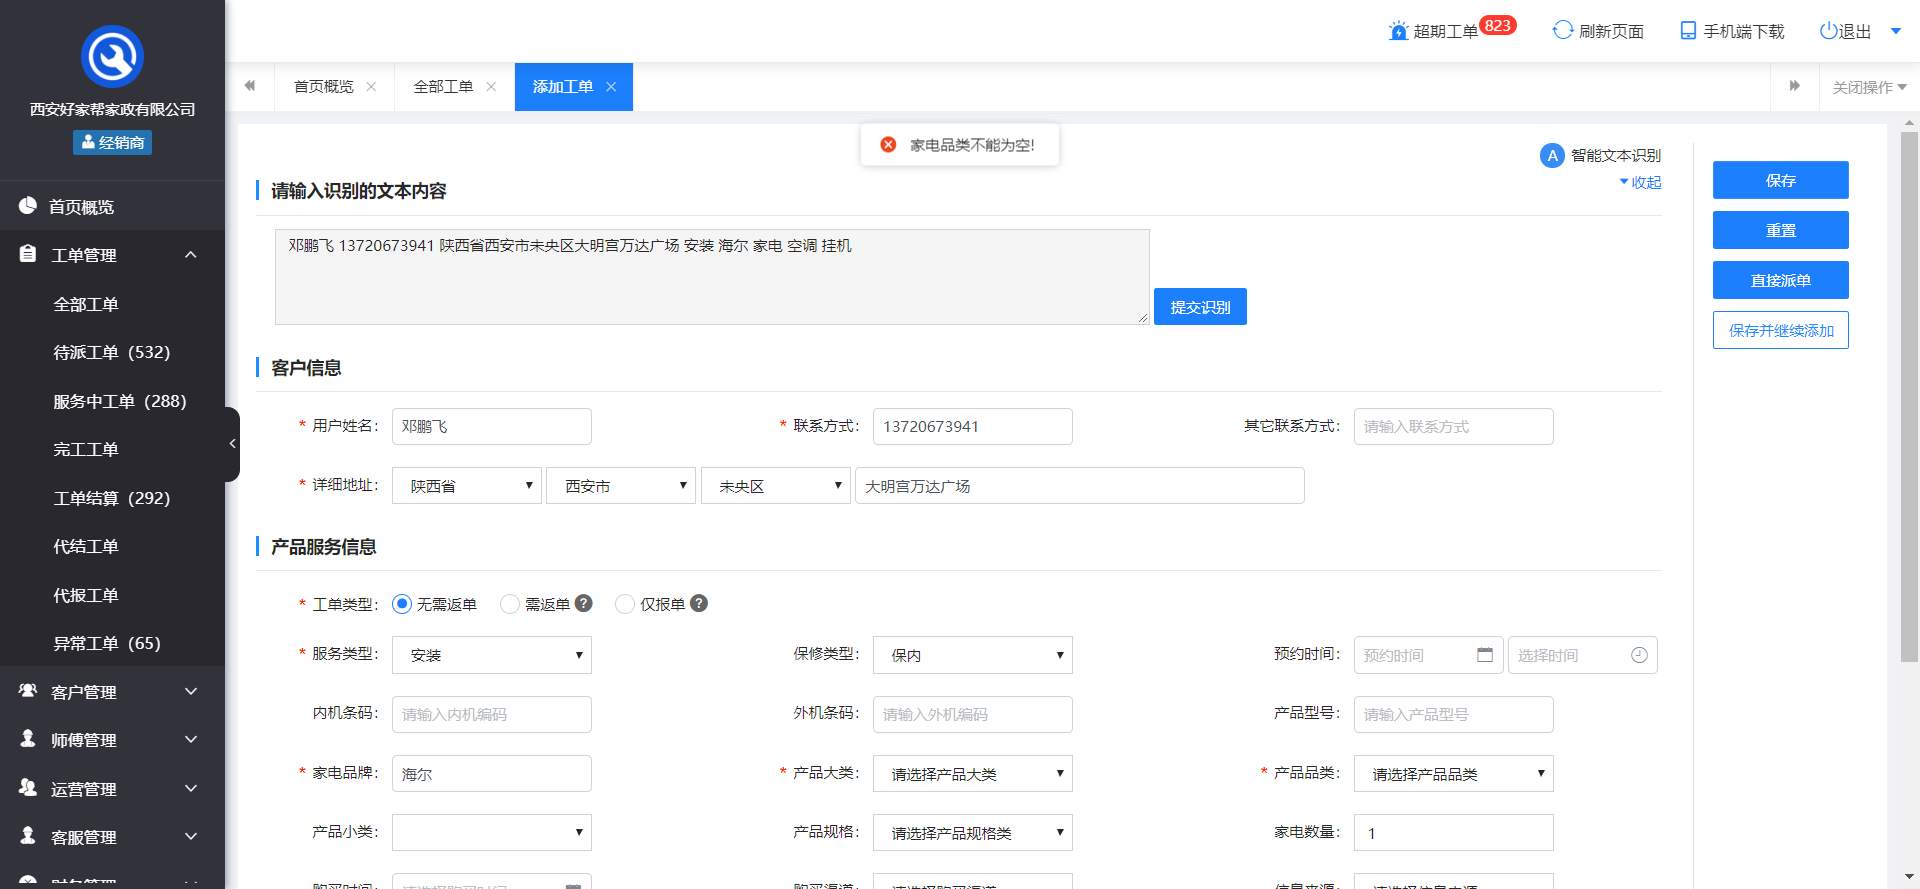 西安好家帮家政有限公司
经销商
首页概览
工单管理
全部工单
待派工单（532）
服务中工单（288）
完工工单
工单结算（292）
代结工单
代报工单
异常工单（65）
客户管理
师傅管理
运营管理
客服管理
超期工单 823 刷新页面 手机端下载 退出
首页概览 全部工单 添加工单 关闭操作
家电品类不能为空!
A 智能文本识别
收起
请输入识别的文本内容
邓鹏飞 13720673941 陕西省西安市未央区大明宫万达广场 安装 海尔 家电 空调 挂机
提交识别
保存
重置
直接派单
保存并继续添加
客户信息
* 用户姓名: 邓鹏飞 * 联系方式: 13720673941 其它联系方式: 请输入联系方式
* 详细地址: 陕西省 西安市 未央区 大明宫万达广场
产品服务信息
* 工单类型: 无需返单 需返单 ? 仅报单 ?
* 服务类型: 安装 保修类型: 保内 预约时间: 预约时间 选择时间
内机条码: 请输入内机编码 外机条码: 请输入外机编码 产品型号: 请输入产品型号
* 家电品牌: 海尔 * 产品大类: 请选择产品大类 * 产品品类: 请选择产品品类
产品小类: 产品规格: 请选择产品规格类 家电数量: 1